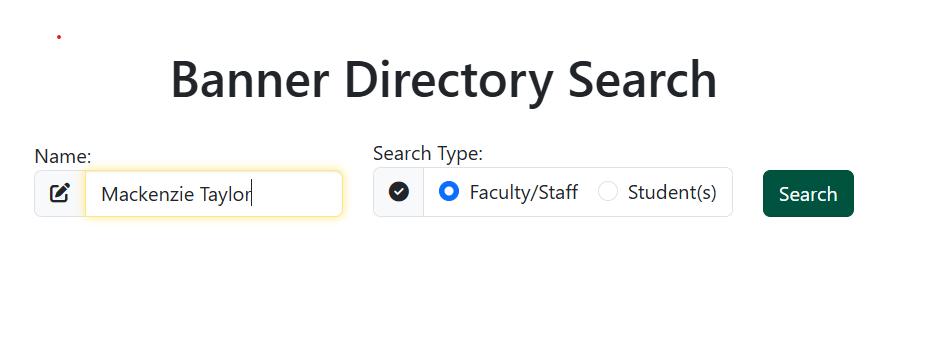 Banner Directory Search
Name:
Search Type:
Mackenzie Taylor
Faculty/Staff
Student(s)
Search